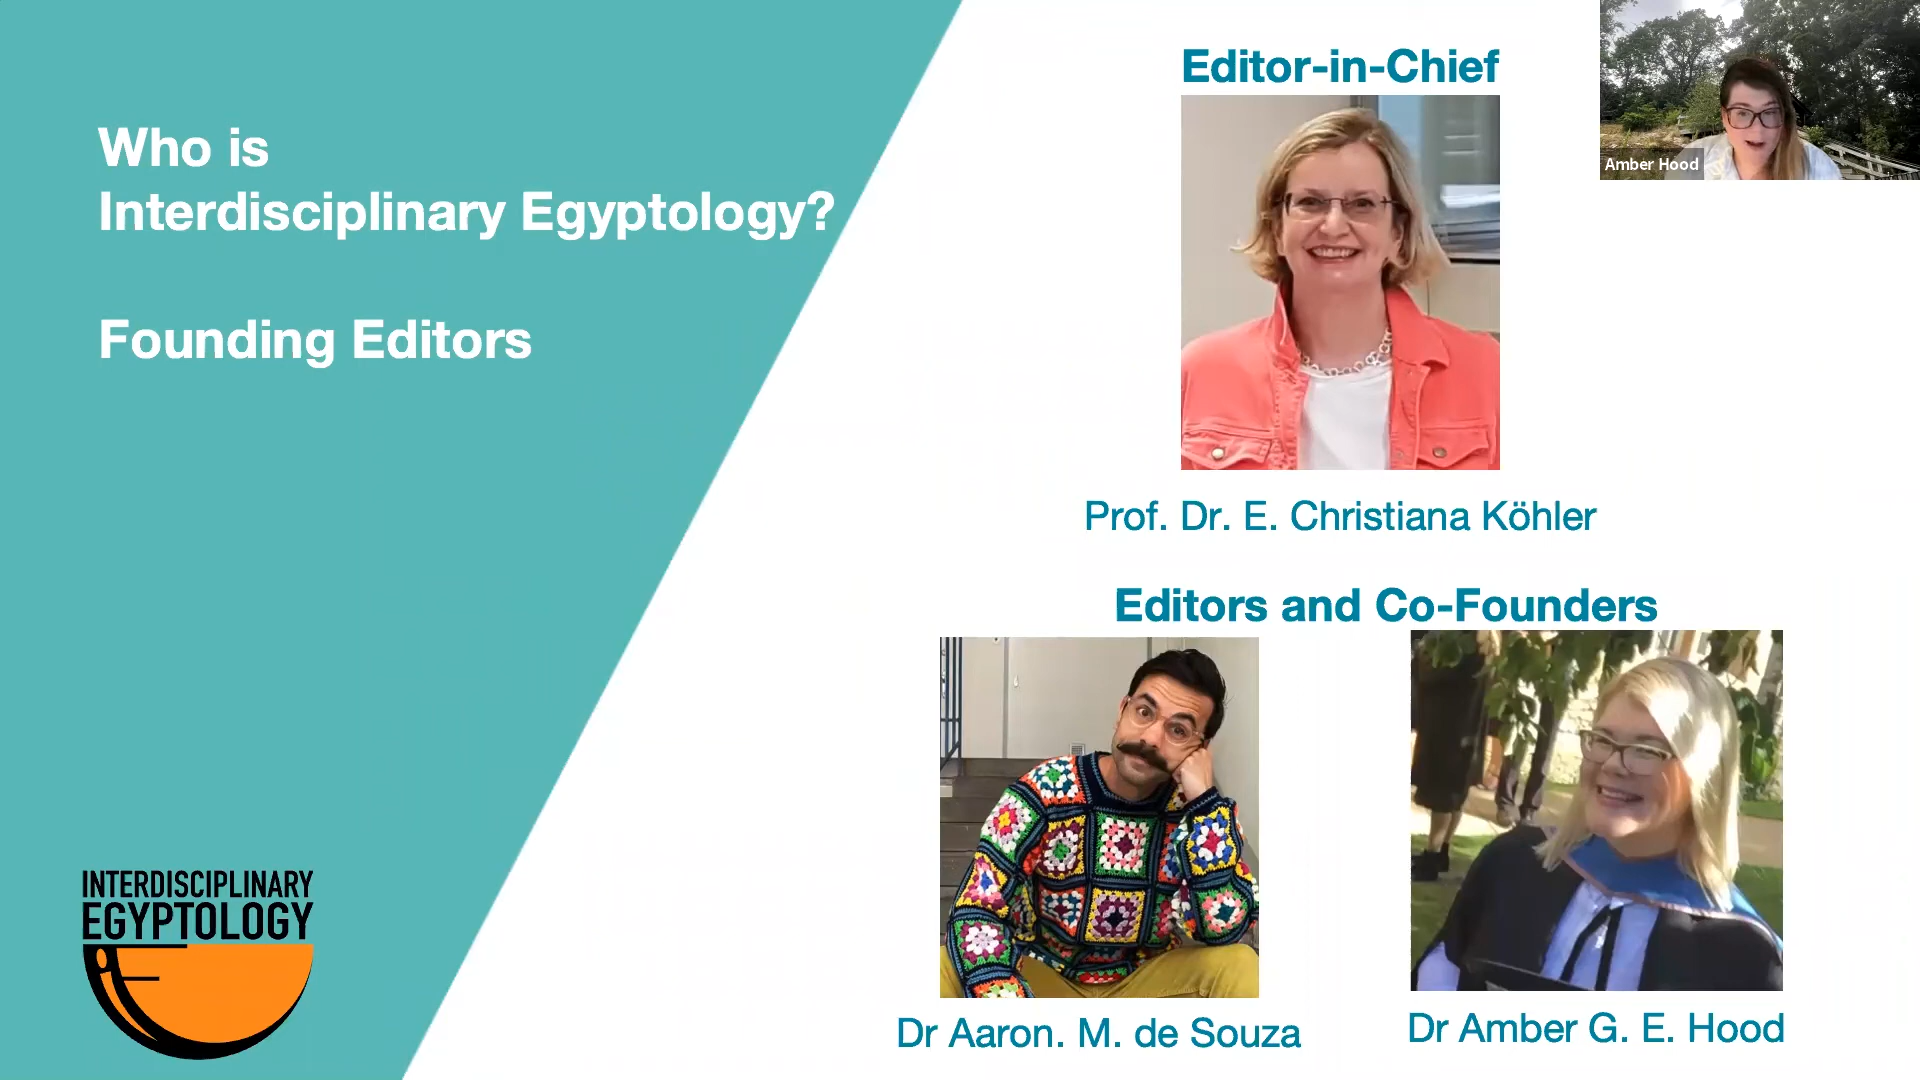 Who is
Interdisciplinary Egyptology?
Founding Editors
INTERDISCIPLINARY
EGYPTOLOGY
Editor-in-Chief
Prof. Dr. E. Christiana Köhler
Editors and Co-Founders
Dr Aaron. M. de Souza
Dr Amber G. E. Hood
Amber Hood